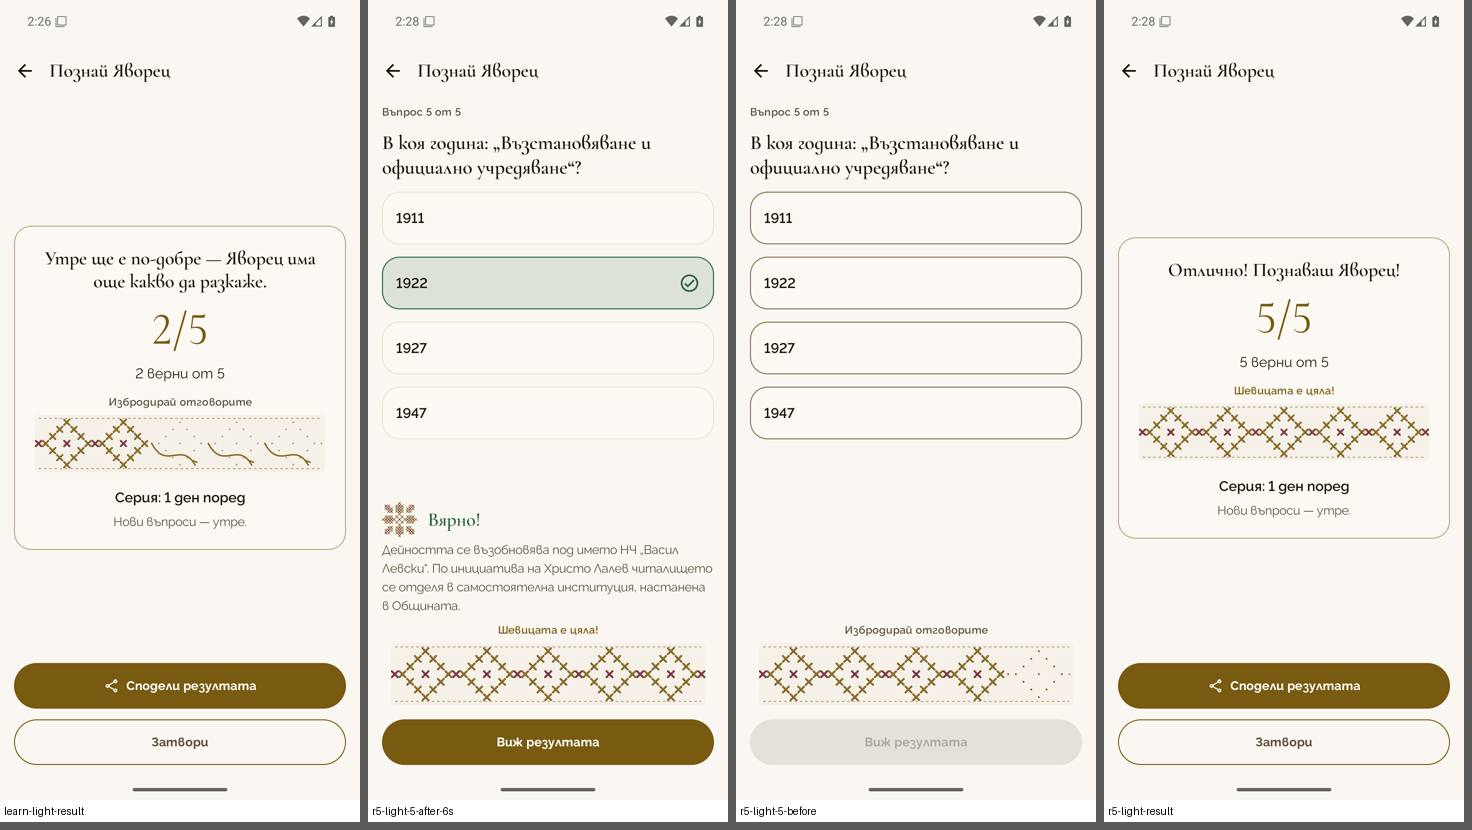 2:26
Познай Яворец
Утре ще е по-добре — Яворец има
още какво да разкаже.
2/5
2 верни от 5
Избродирай отговорите
Серия: 1 ден поред
Нови въпроси — утре.
Сподели резултата
Затвори
learn-light-result
2:28
Познай Яворец
Въпрос 5 от 5
В коя година: „Възстановяване и
официално учредяване“?
1911
1922
1927
1947
Вярно!
Дейността се възобновява под името НЧ „Васил
Левски“. По инициатива на Христо Лалев читалището
се отделя в самостоятелна институция, настанена
в Общината.
Шевицата е цяла!
Виж резултата
r5-light-5-after-6s
2:28
Познай Яворец
Въпрос 5 от 5
В коя година: „Възстановяване и
официално учредяване“?
1911
1922
1927
1947
Избродирай отговорите
Виж резултата
r5-light-5-before
2:28
Познай Яворец
Отлично! Познаваш Яворец!
5/5
5 верни от 5
Шевицата е цяла!
Серия: 1 ден поред
Нови въпроси — утре.
Сподели резултата
Затвори
r5-light-result